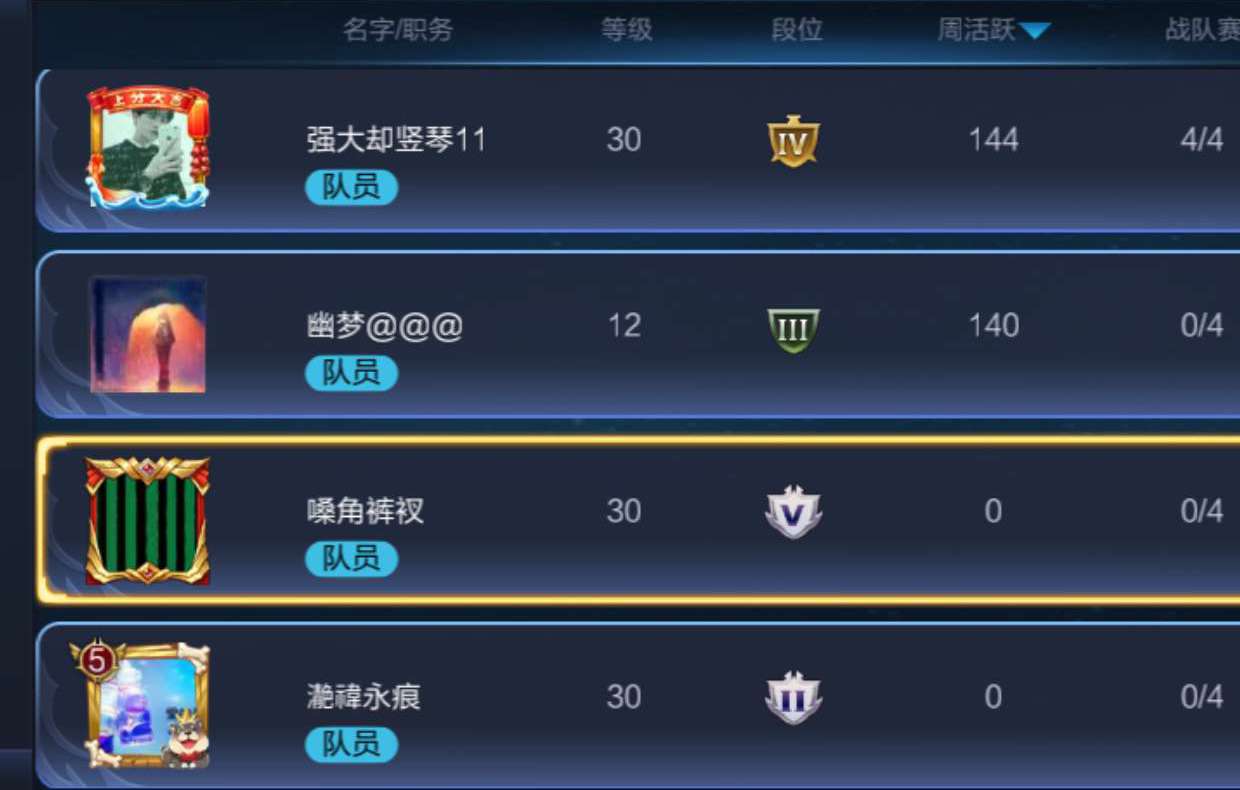 名字/职务 等级 段位 周活跃 战队赛
上分大吉
强大却竖琴11 30 IV 144 4/4
队员
幽梦@@@ 12 III 140 0/4
队员
嗓角裤衩 30 V 0 0/4
队员
5
滟禕永痕 30 II 0 0/4
队员